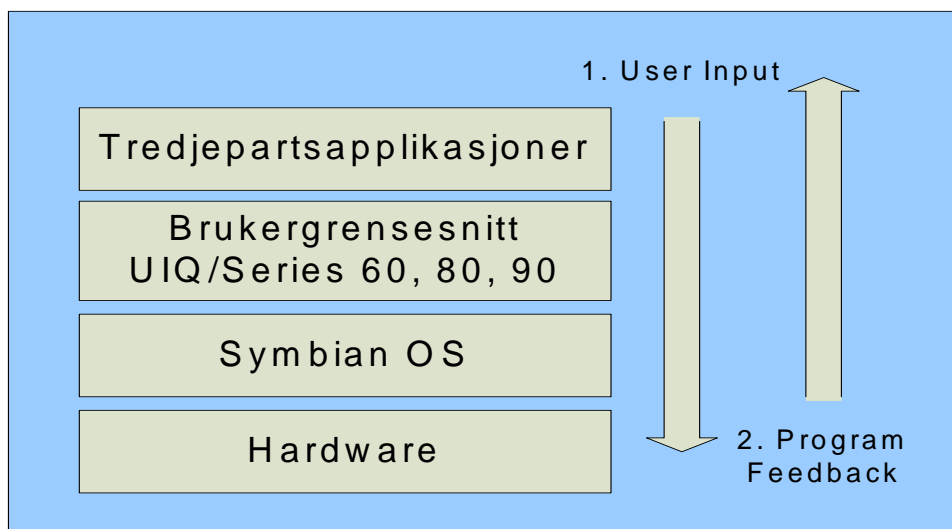 1. User Input
Tredjepartsapplikasjoner
Brukergrensesnitt
UIQ/Series 60, 80, 90
Symbian OS
Hardware
2. Program
Feedback